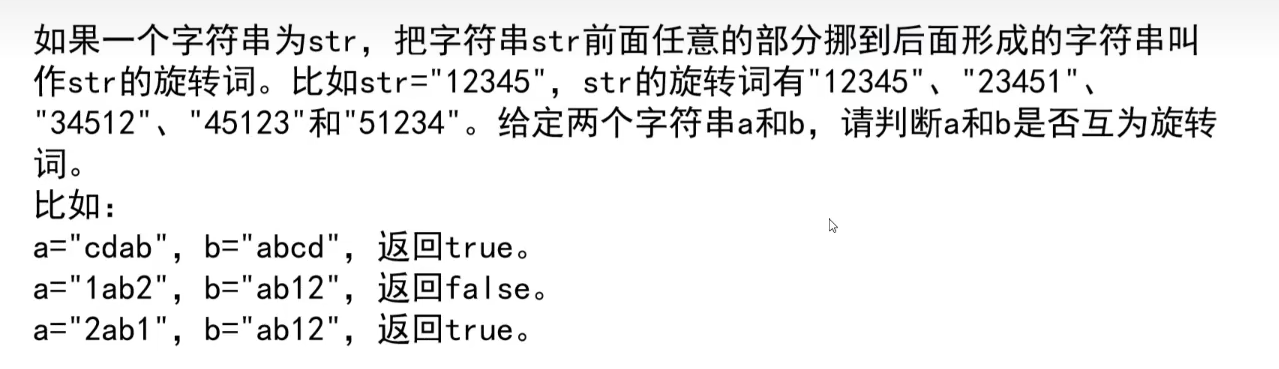 如果一个字符串为str，把字符串str前面任意的部分挪到后面形成的字符串叫
作str的旋转词。比如str="12345"，str的旋转词有"12345"、"23451"、
"34512"、"45123"和"51234"。给定两个字符串a和b，请判断a和b是否互为旋转
词。
比如：
a="cdab"，b="abcd"，返回true。
a="1ab2"，b="ab12"，返回false。
a="2ab1"，b="ab12"，返回true。